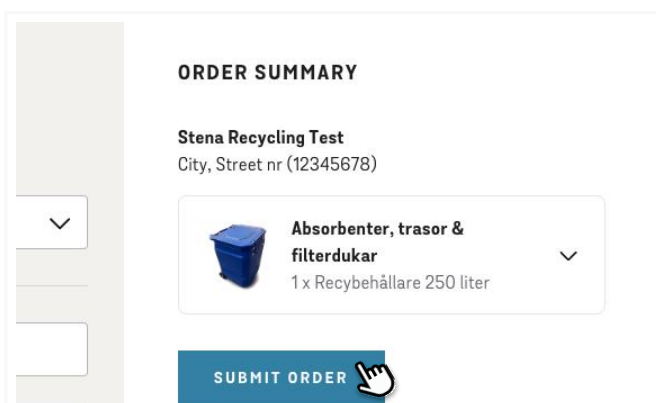 ORDER SUMMARY
Stena Recycling Test
City, Street nr (12345678)
Absorbenter, trasor &
filterdukar
1 x Recybehållare 250 liter
SUBMIT ORDER